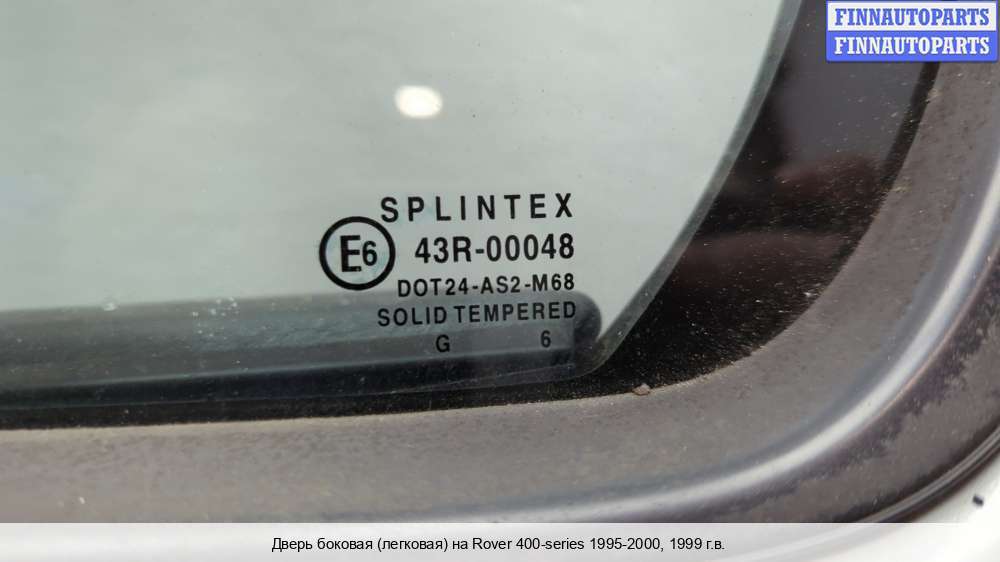 FINNAUTOPARTS
FINNAUTOPARTS
SPLINTEX
E6 43R-00048
DOT24-AS2-M68
SOLID TEMPERED
G 6
Дверь боковая (легковая) на Rover 400-series 1995-2000, 1999 г.в.